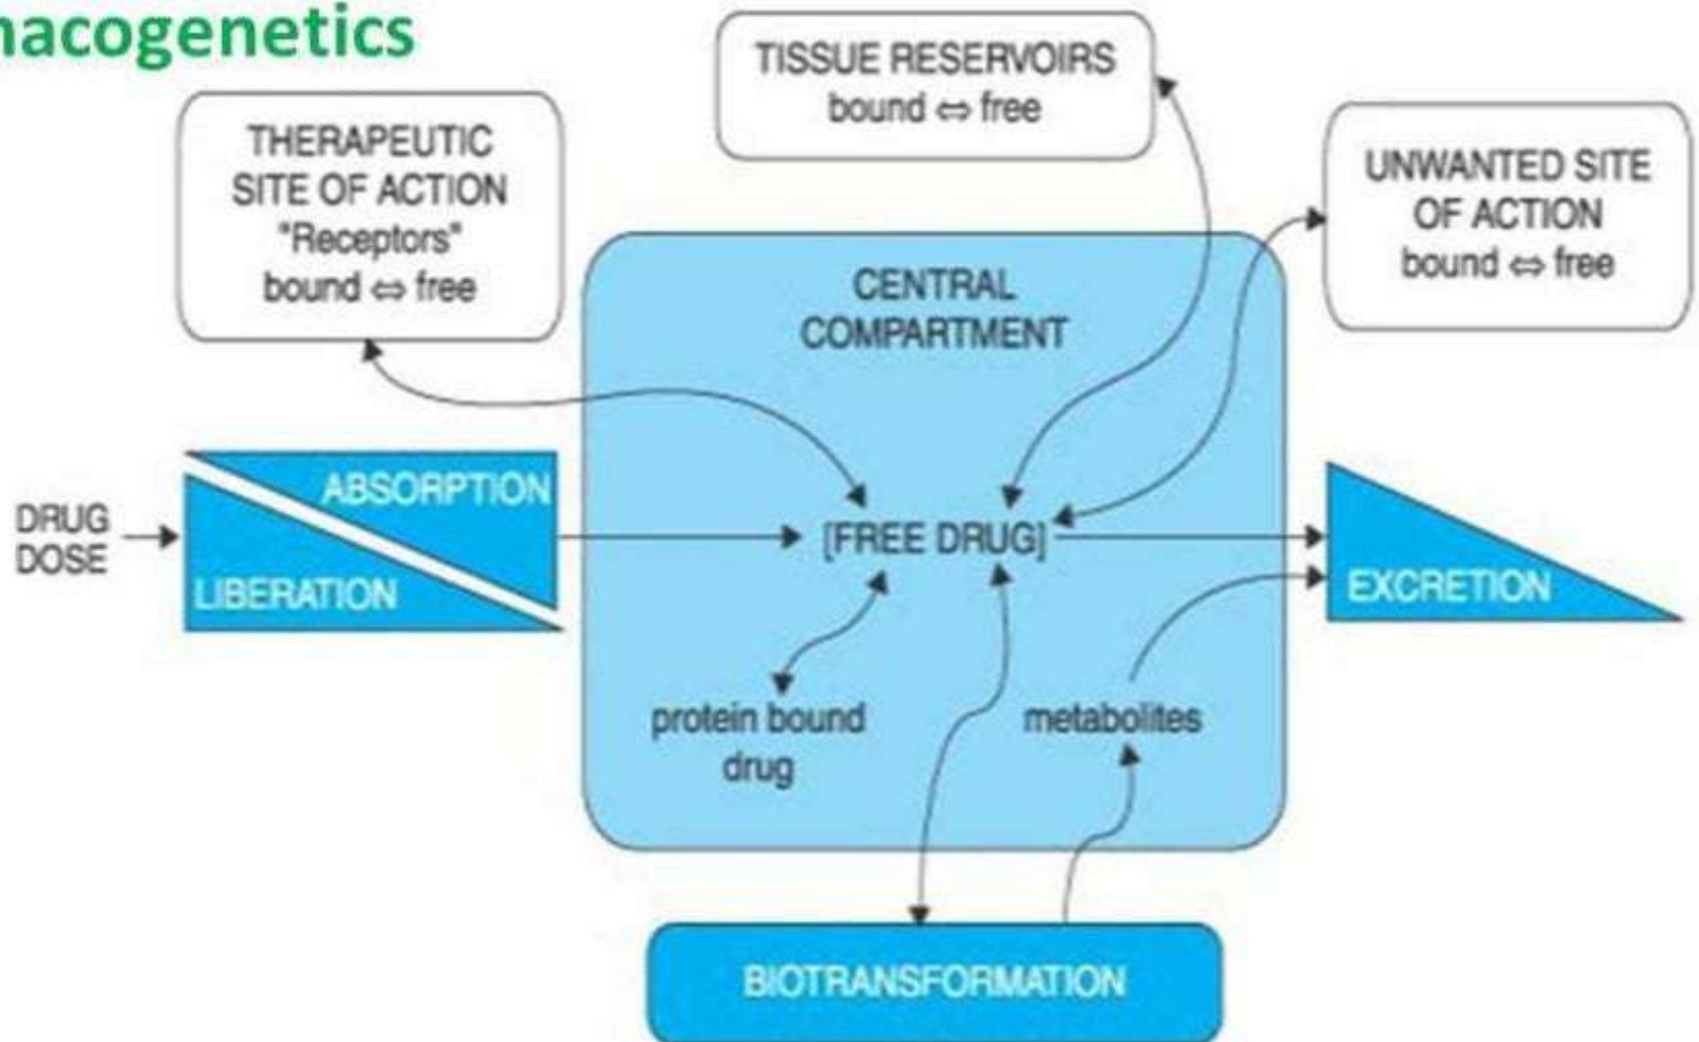 nacogenetics
TISSUE RESERVOIRS
bound ⇔ free
THERAPEUTIC
SITE OF ACTION
"Receptors"
bound ⇔ free
UNWANTED SITE
OF ACTION
bound ⇔ free
CENTRAL
COMPARTMENT
ABSORPTION
LIBERATION
DRUG
DOSE
[FREE DRUG]
EXCRETION
protein bound
drug
metabolites
BIOTRANSFORMATION